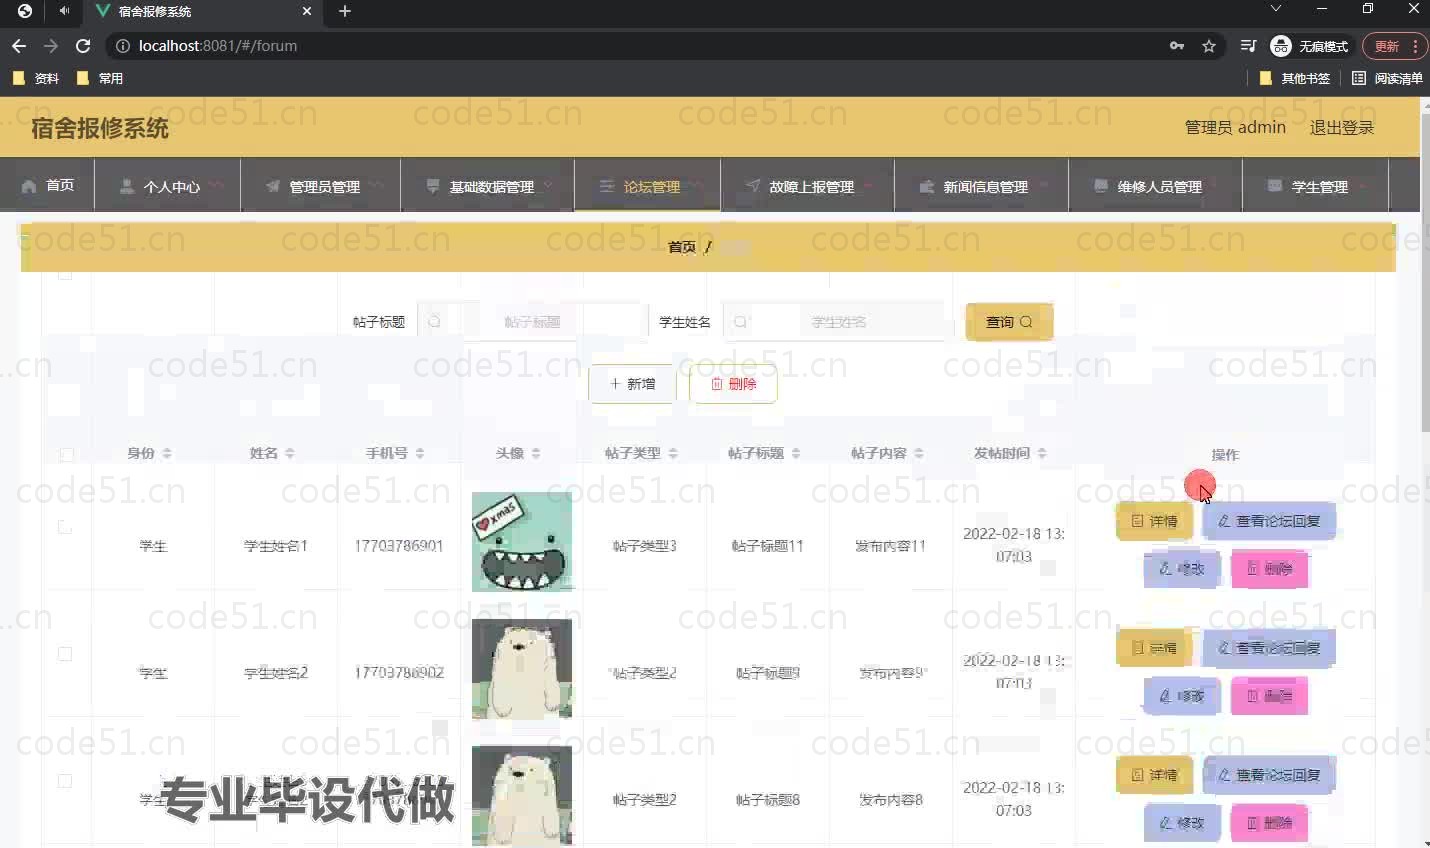 宿舍报修系统
localhost:8081/#/forum
无痕模式
更新
资料
常用
其他书签
阅读清单
宿舍报修系统
管理员 admin
退出登录
首页
个人中心
管理员管理
基础数据管理
论坛管理
故障上报管理
新闻信息管理
维修人员管理
学生管理
首页 /
帖子标题
帖子标题
学生姓名
学生姓名
查询
新增
删除
身份 姓名 手机号 头像 帖子类型 帖子标题 帖子内容 发帖时间 操作
xmas
学生 学生姓名1 17703786901 帖子类型3 帖子标题11 发布内容11 2022-02-18 13:
07:03
详情 查看论坛回复
修改 删除
学生 学生姓名2 17703786902 帖子类型2 帖子标题9 发布内容9 2022-02-18 13:
07:03
详情 查看论坛回复
修改 删除
学生 帖子类型2 帖子标题8 发布内容8 2022-02-18 13:
07:03
详情 查看论坛回复
修改 删除
专业毕设代做
code51.cn